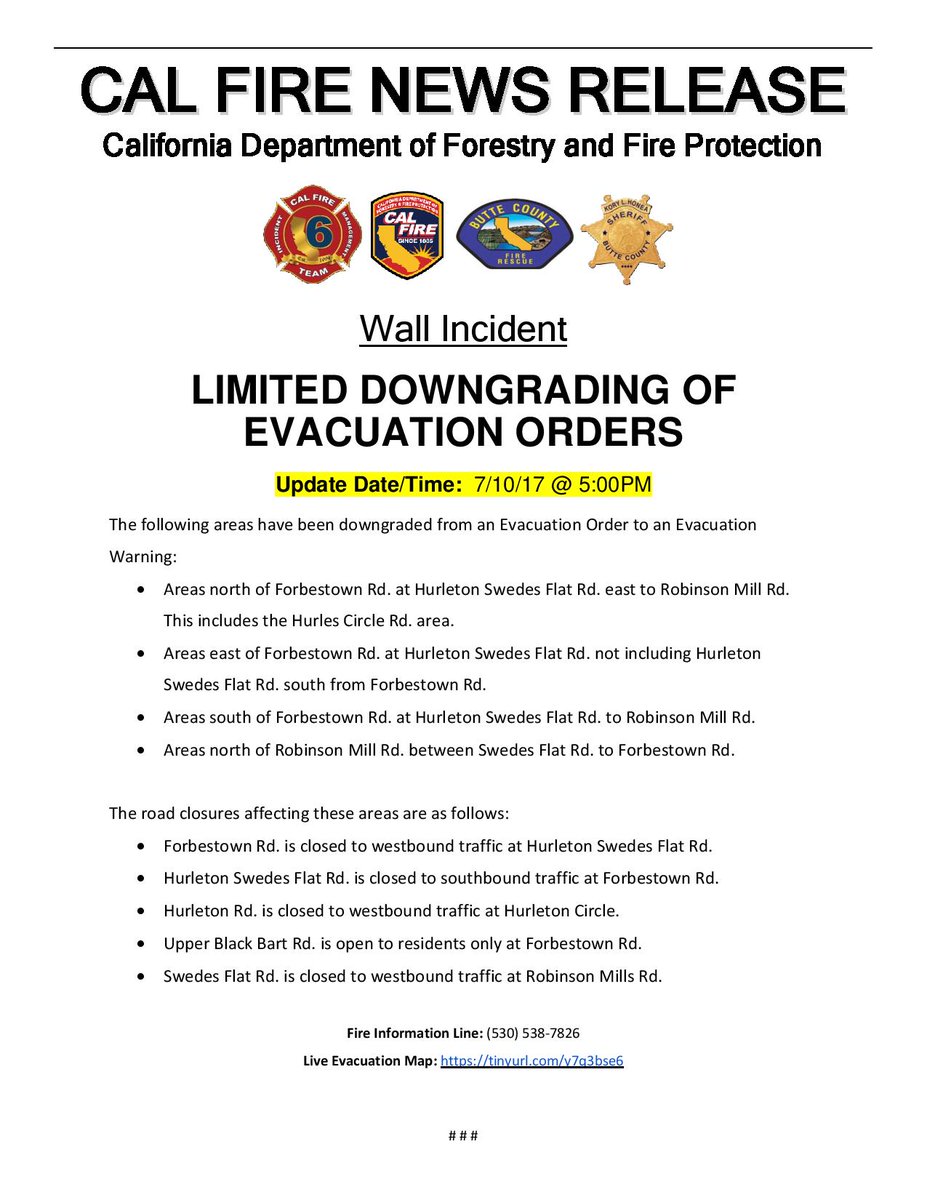 CAL FIRE NEWS RELEASE
California Department of Forestry and Fire Protection
CAL FIRE
INCIDENT
MANAGEMENT
6
TEAM
CALIFORNIA DEPARTMENT OF
FORESTRY & FIRE PROTECTION
CAL
FIRE
SINCE 1885
BUTTE COUNTY
FIRE
RESCUE
KORY L. HONEA
SHERIFF
BUTTE COUNTY
Wall Incident
LIMITED DOWNGRADING OF
EVACUATION ORDERS
Update Date/Time: 7/10/17 @ 5:00PM
The following areas have been downgraded from an Evacuation Order to an Evacuation
Warning:
• Areas north of Forbestown Rd. at Hurleton Swedes Flat Rd. east to Robinson Mill Rd.
This includes the Hurles Circle Rd. area.
• Areas east of Forbestown Rd. at Hurleton Swedes Flat Rd. not including Hurleton
Swedes Flat Rd. south from Forbestown Rd.
• Areas south of Forbestown Rd. at Hurleton Swedes Flat Rd. to Robinson Mill Rd.
• Areas north of Robinson Mill Rd. between Swedes Flat Rd. to Forbestown Rd.
The road closures affecting these areas are as follows:
• Forbestown Rd. is closed to westbound traffic at Hurleton Swedes Flat Rd.
• Hurleton Swedes Flat Rd. is closed to southbound traffic at Forbestown Rd.
• Hurleton Rd. is closed to westbound traffic at Hurleton Circle.
• Upper Black Bart Rd. is open to residents only at Forbestown Rd.
• Swedes Flat Rd. is closed to westbound traffic at Robinson Mills Rd.
Fire Information Line: (530) 538-7826
Live Evacuation Map: https://tinyurl.com/y7q3bse6
# # #